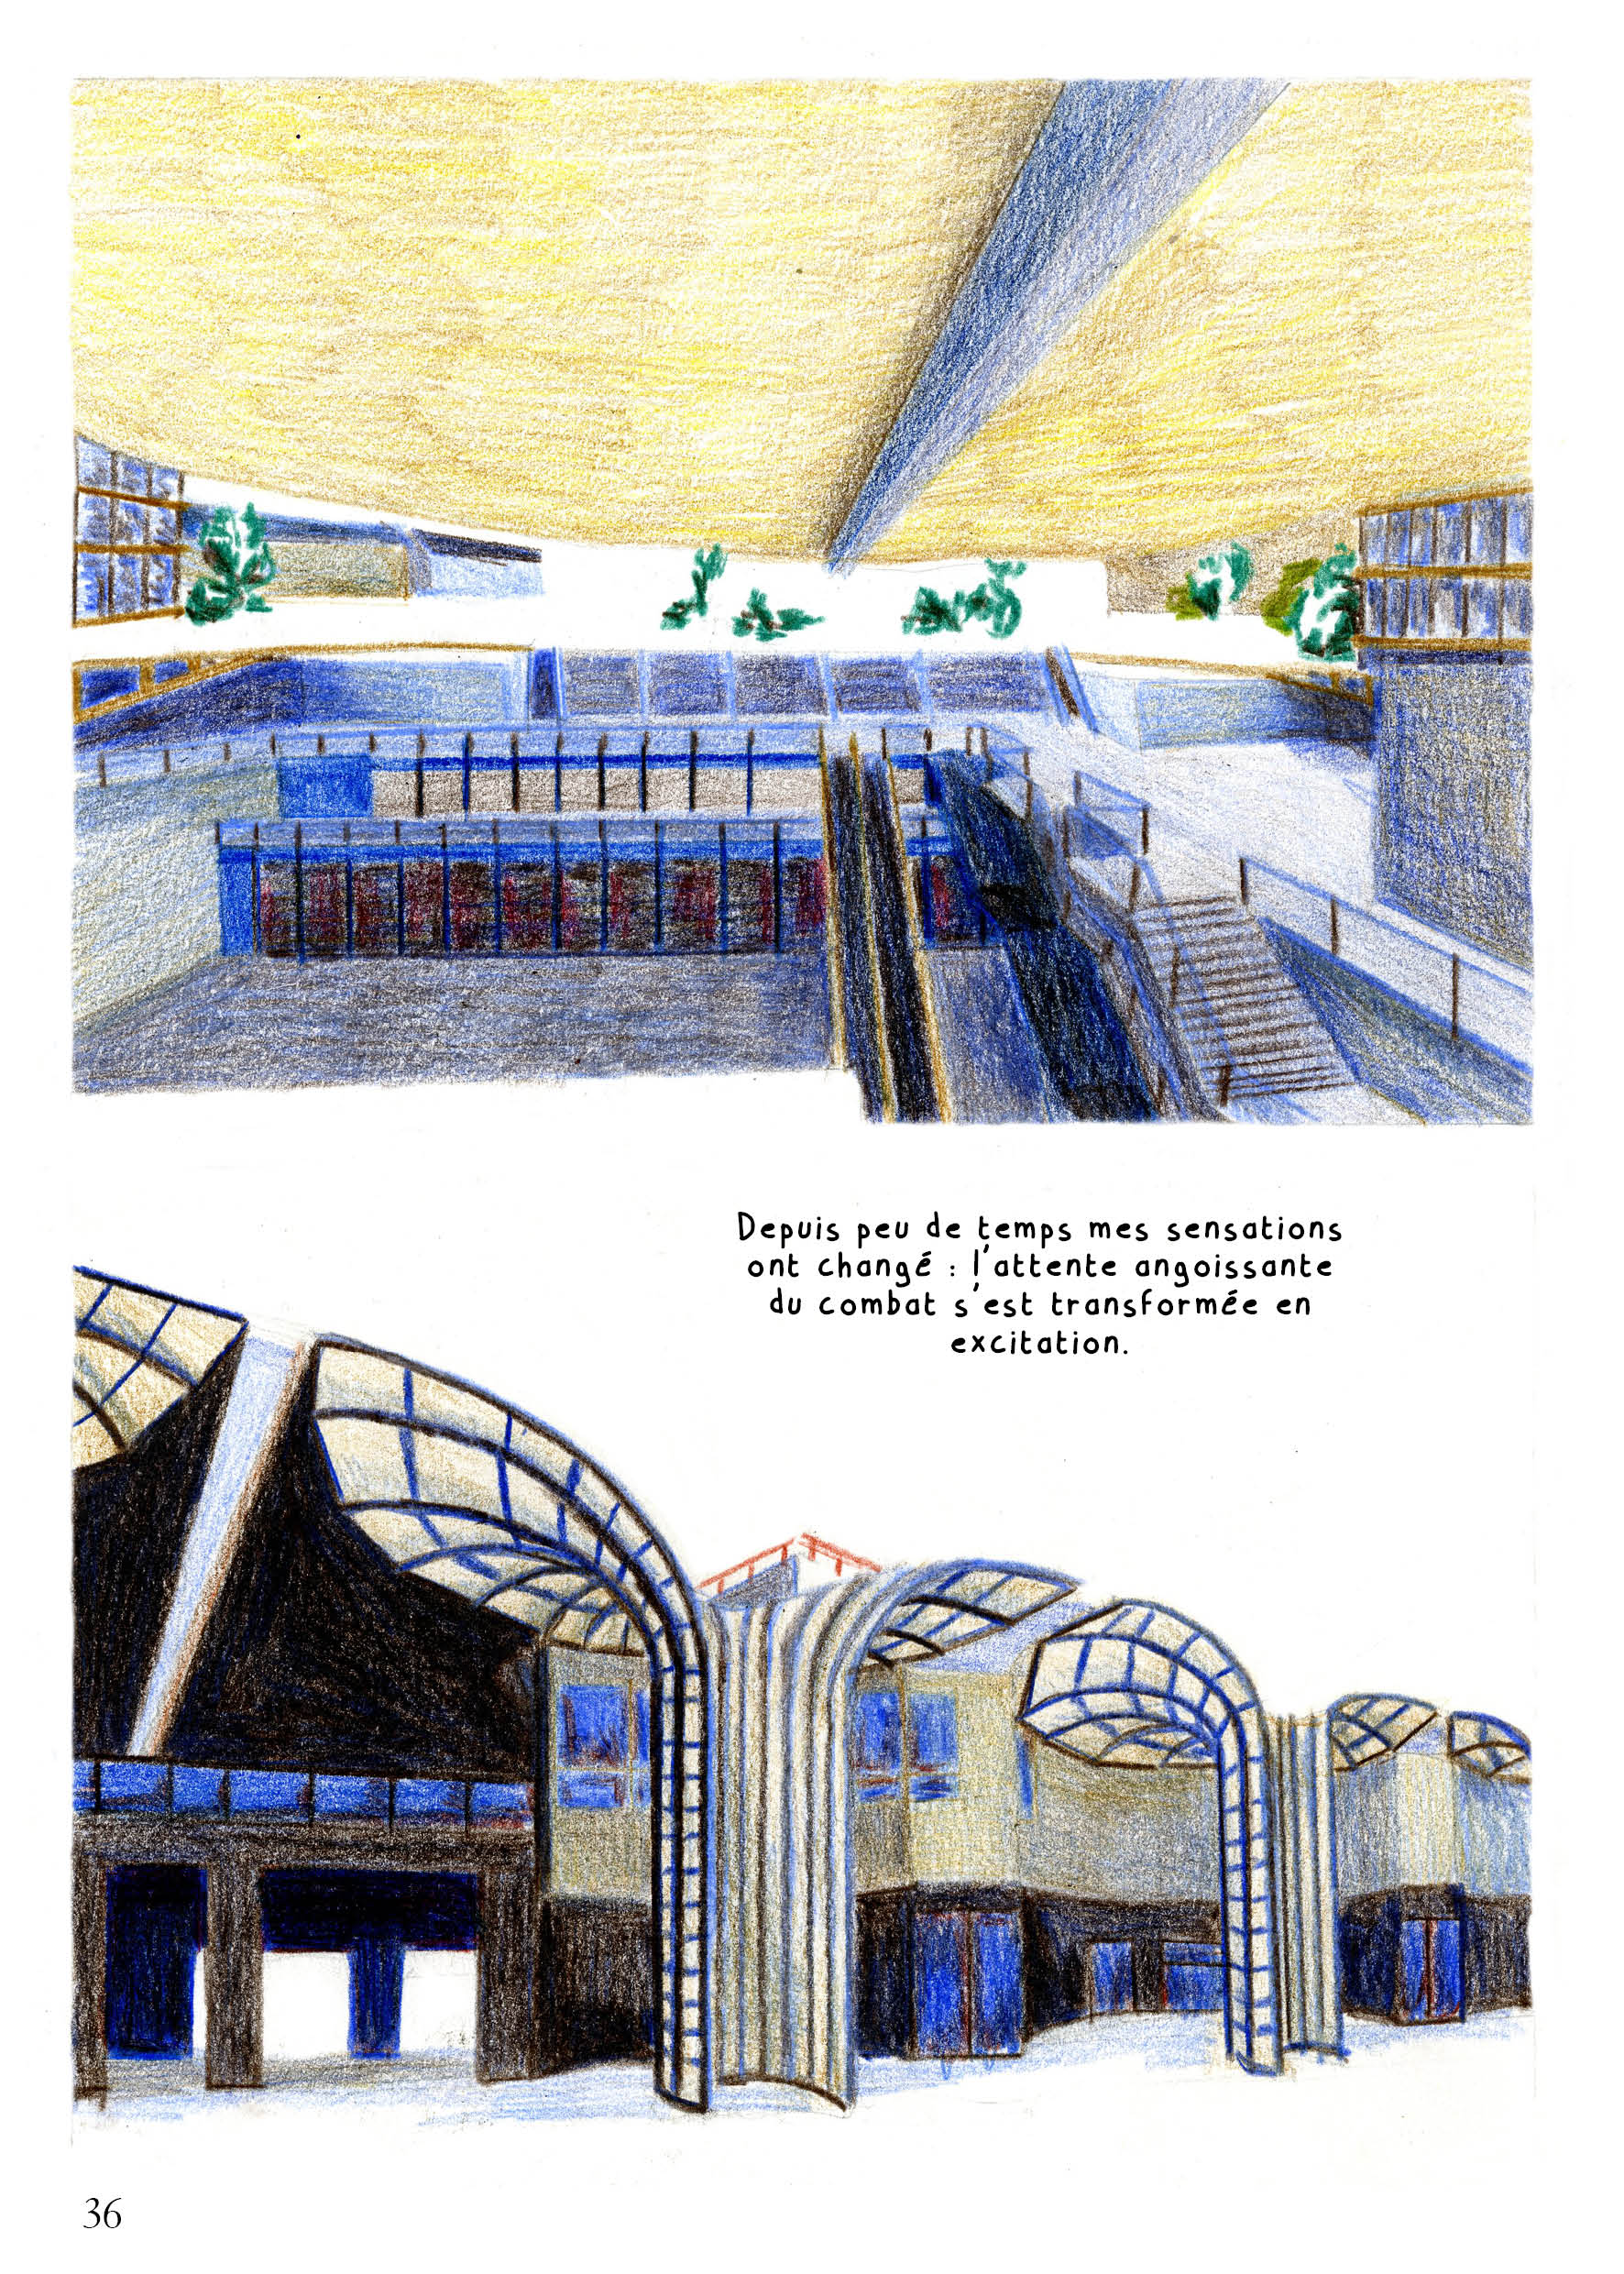 Depuis peu de temps mes sensations
ont changé : l'attente angoissante
du combat s'est transformée en
excitation.
36